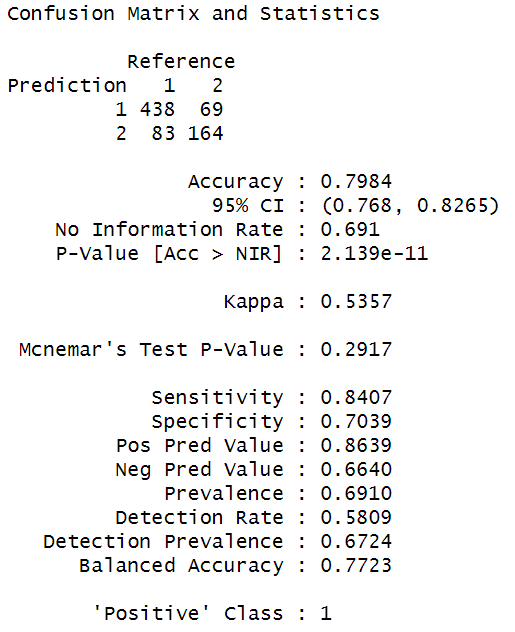 Confusion Matrix and Statistics
Reference
Prediction 1 2
1 438 69
2 83 164
Accuracy : 0.7984
95% CI : (0.768, 0.8265)
No Information Rate : 0.691
P-Value [Acc > NIR] : 2.139e-11
Kappa : 0.5357
Mcnemar's Test P-Value : 0.2917
Sensitivity : 0.8407
Specificity : 0.7039
Pos Pred Value : 0.8639
Neg Pred Value : 0.6640
Prevalence : 0.6910
Detection Rate : 0.5809
Detection Prevalence : 0.6724
Balanced Accuracy : 0.7723
'Positive' Class : 1